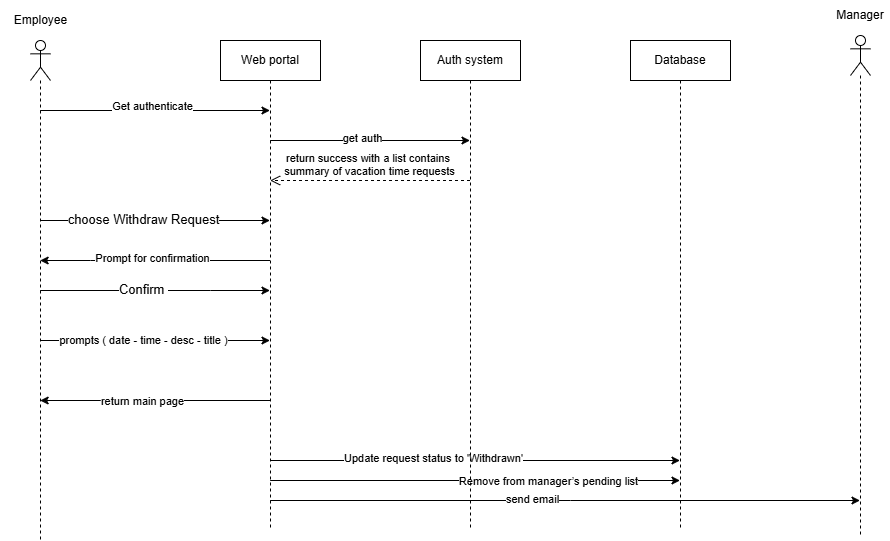 Employee
Manager
Web portal
Auth system
Database
Get authenticate
get auth
return success with a list contains
summary of vacation time requests
choose Withdraw Request
Prompt for confirmation
Confirm
prompts ( date - time - desc - title )
return main page
Update request status to 'Withdrawn'
Remove from manager's pending list
send email